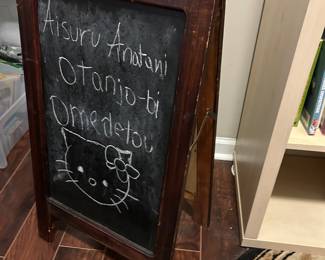 Aisuru Anatani
Otanjo-bi
Omedetou